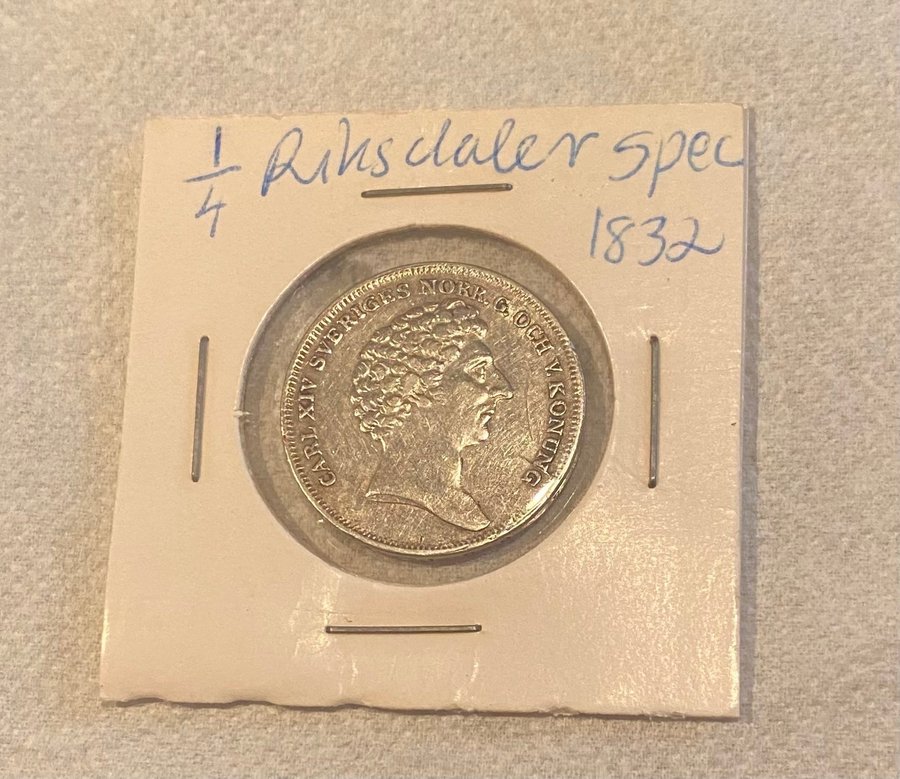 1/4 Riksdaler spec
1832
CARL XIV SVERIGES NORR. G. OCH V. KONUNG